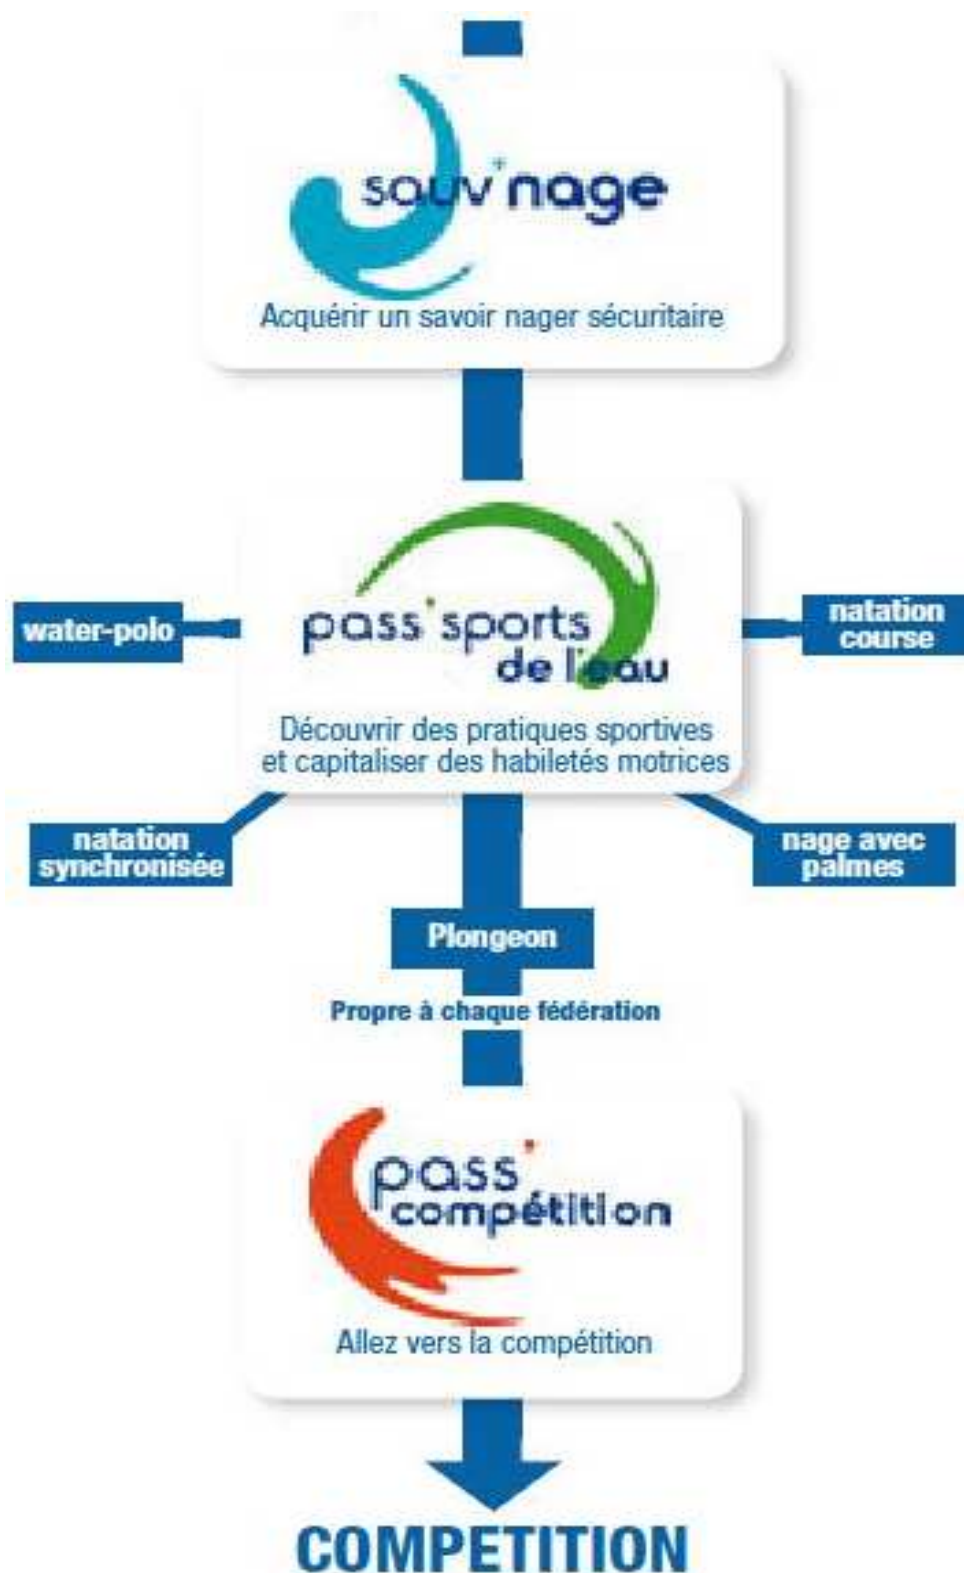 sauv'nage
Acquérir un savoir nager sécuritaire
pass'sports
de l'eau
water-polo
natation
course
Découvrir des pratiques sportives
et capitaliser des habiletés motrices
natation
synchronisée
nage avec
palmes
Plongeon
Propre à chaque fédération
pass'
compétition
Allez vers la compétition
COMPETITION